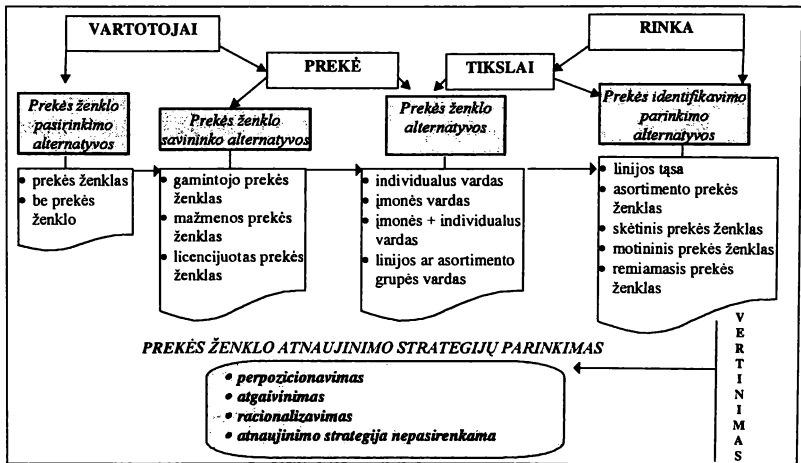 VARTOTOJAI
RINKA
PREKĖ
TIKSLAI
Prekės ženklo
pasirinkimo
alternatyvos
Prekės ženklo
savininko alternatyvos
Prekės ženklo
alternatyvos
Prekės identifikavimo
parinkimo
alternatyvos
• prekės ženklas
• be prekės
ženklo
• gamintojo prekės
ženklas
• mažmenos prekės
ženklas
• licencijuotas prekės
ženklas
• individualus vardas
• įmonės vardas
• įmonės + individualus
vardas
• linijos ar asortimento
grupės vardas
• linijos tąsa
• asortimento prekės
ženklas
• skėtinis prekės ženklas
• motininis prekės ženklas
• remiamasis prekės
ženklas
PREKĖS ŽENKLO ATNAUJINIMO STRATEGIJŲ PARINKIMAS
• perpozicionavimas
• atgaivinimas
• racionalizavimas
• atnaujinimo strategija nepasirenkama
VERTINIMAS